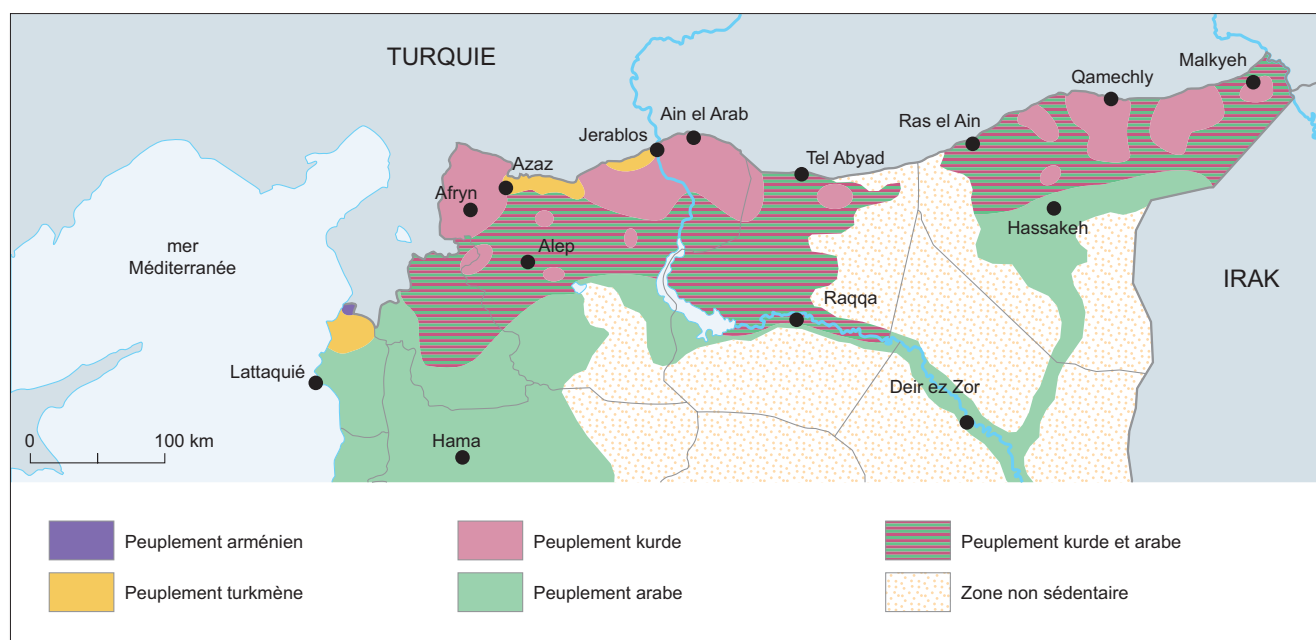 TURQUIE
Malkyeh
Qamechly
Ain el Arab
Jerablos
Ras el Ain
Azaz
Tel Abyad
Afryn
Hassakeh
mer
Méditerranée
Alep
IRAK
Raqqa
Lattaquié
Deir ez Zor
Hama
0 100 km
Peuplement arménien
Peuplement kurde
Peuplement kurde et arabe
Peuplement turkmène
Peuplement arabe
Zone non sédentaire